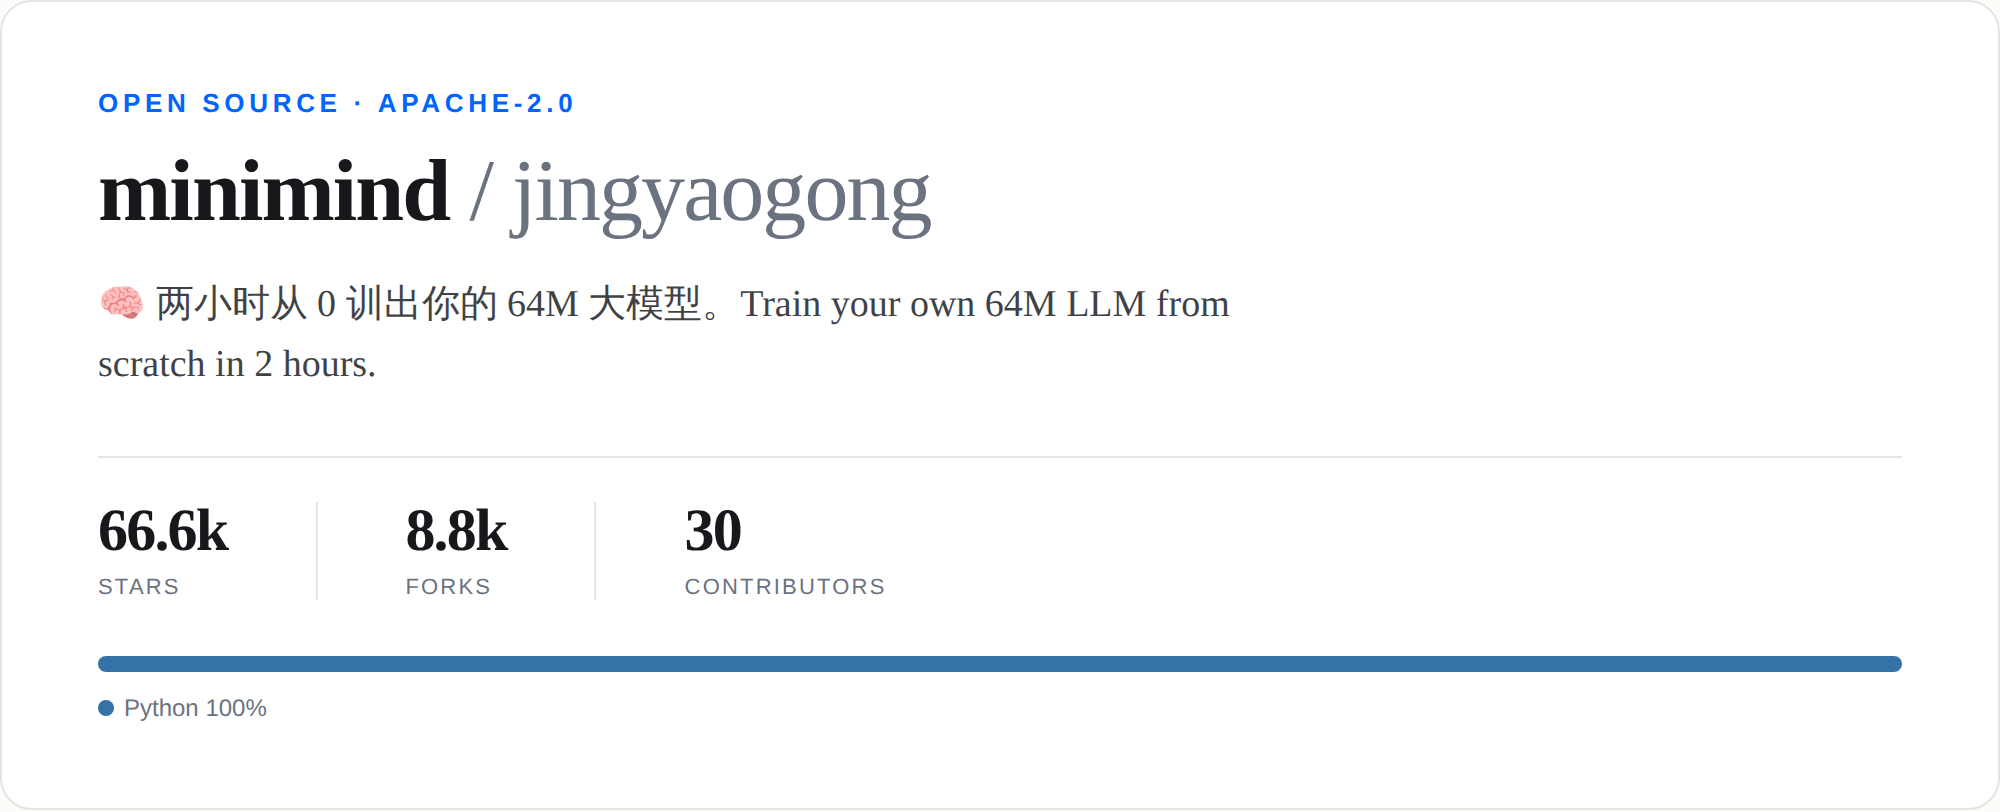 OPEN SOURCE · APACHE-2.0
minimind / jingyaogong
🧠 两小时从 0 训出你的 64M 大模型。Train your own 64M LLM from
scratch in 2 hours.
66.6k
STARS
8.8k
FORKS
30
CONTRIBUTORS
Python 100%